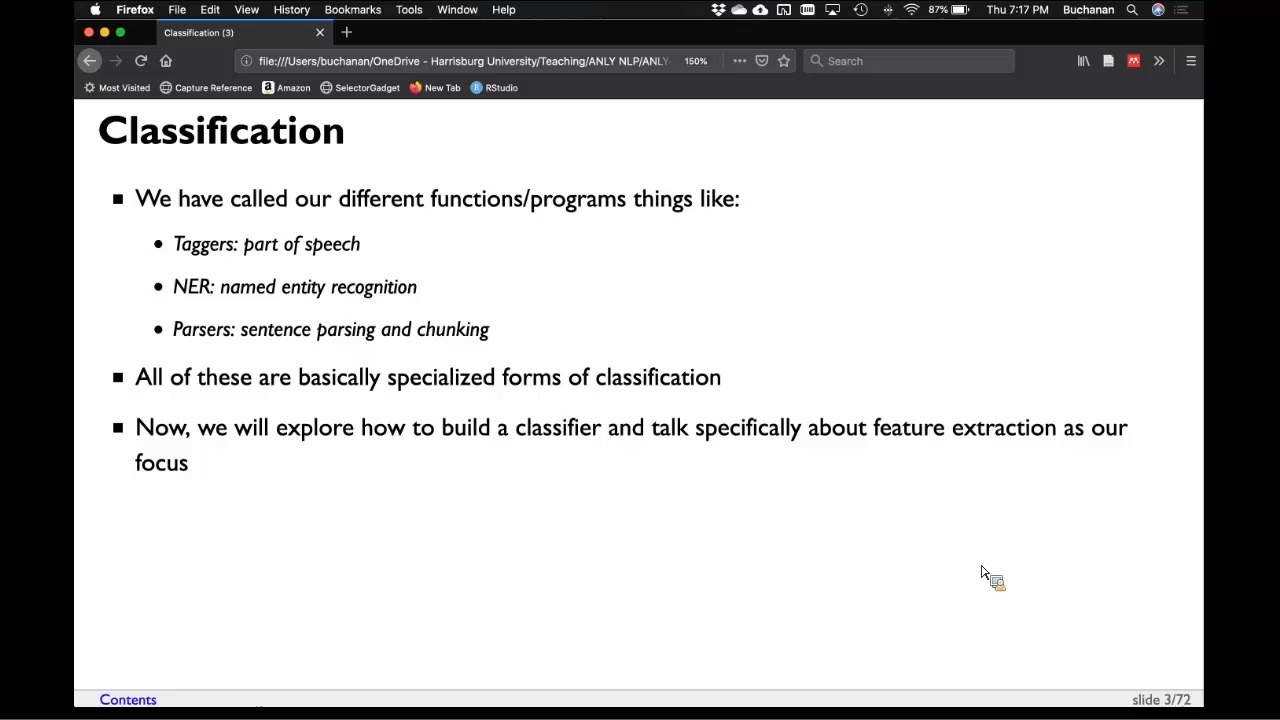 Firefox File Edit View History Bookmarks Tools Window Help 87% Thu 7:17 PM Buchanan
Classification (3)
file:///Users/buchanan/OneDrive - Harrisburg University/Teaching/ANLY NLP/ANLY 150% Search
Most Visited Capture Reference Amazon SelectorGadget New Tab RStudio
Classification
We have called our different functions/programs things like:
Taggers: part of speech
NER: named entity recognition
Parsers: sentence parsing and chunking
All of these are basically specialized forms of classification
Now, we will explore how to build a classifier and talk specifically about feature extraction as our
focus
Contents slide 3/72